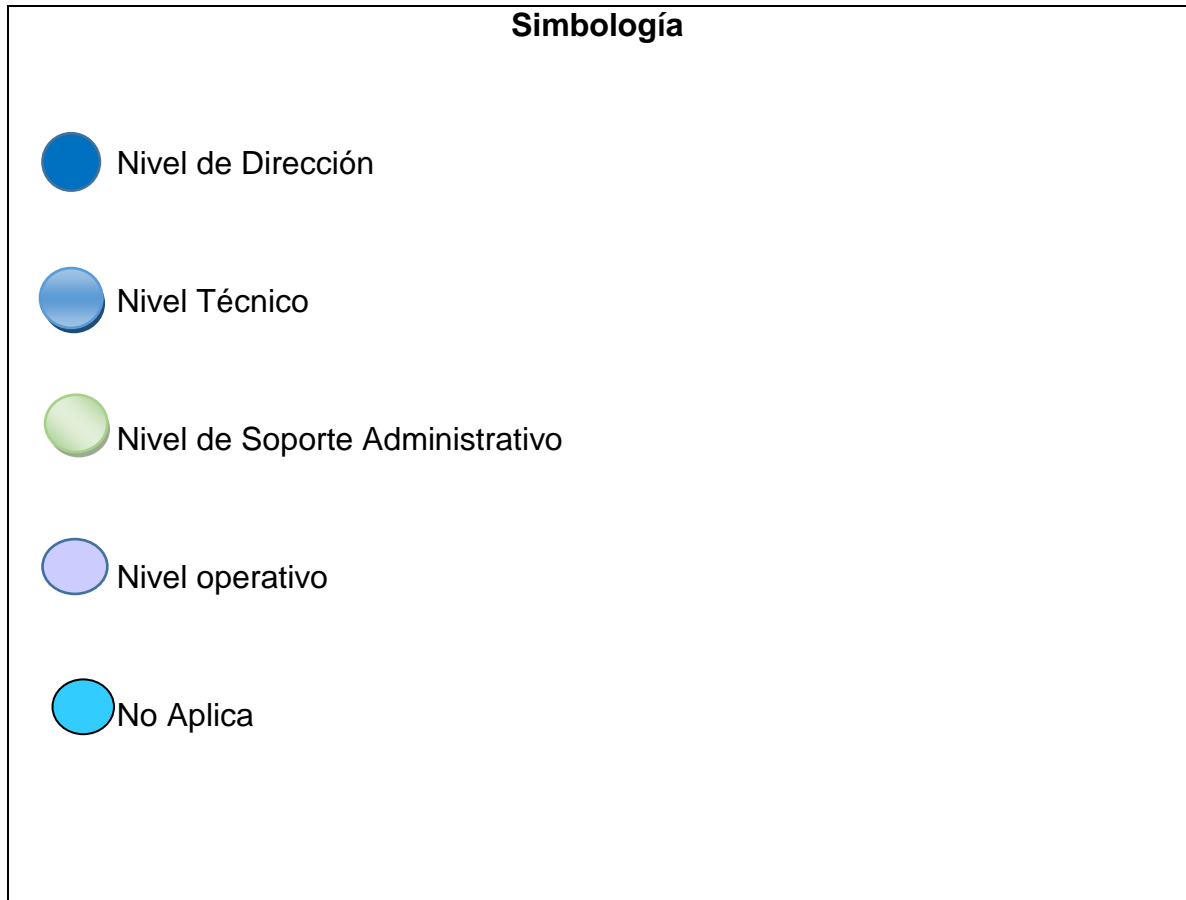 Simbología
Nivel de Dirección
Nivel Técnico
Nivel de Soporte Administrativo
Nivel operativo
No Aplica